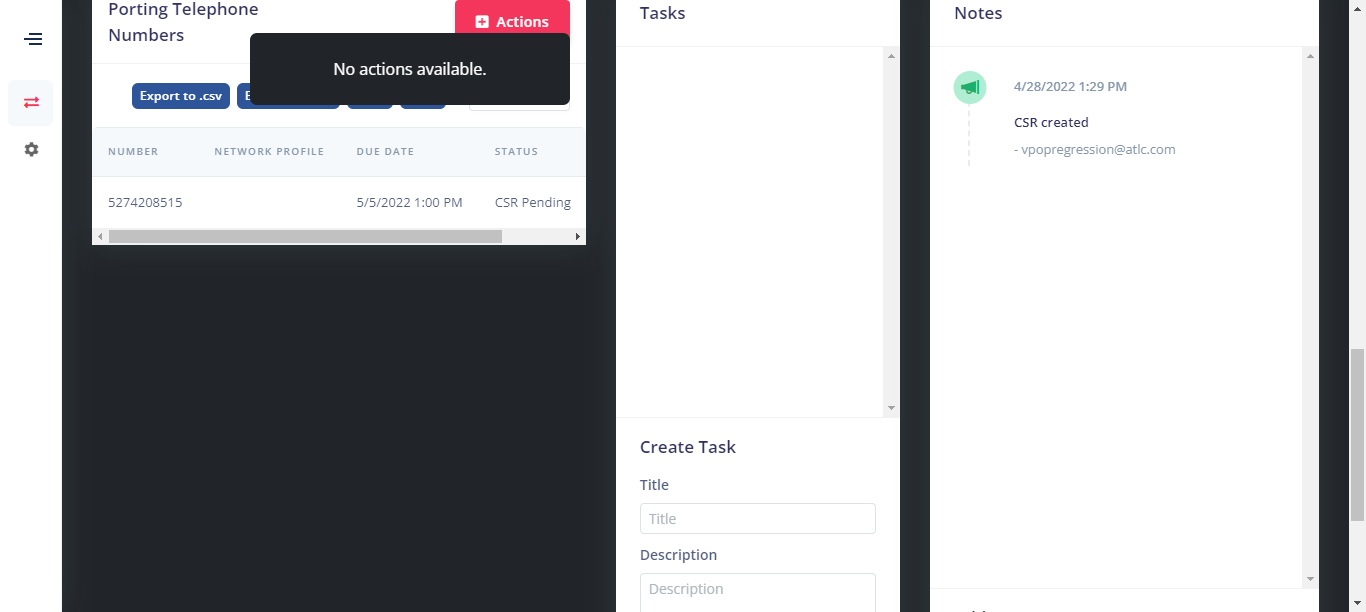 Porting Telephone
Numbers
Actions
No actions available.
Export to .csv
NUMBER NETWORK PROFILE DUE DATE STATUS
5274208515 5/5/2022 1:00 PM CSR Pending
Tasks
Create Task
Title
Title
Description
Description
Notes
4/28/2022 1:29 PM
CSR created
- vpopregression@atlc.com